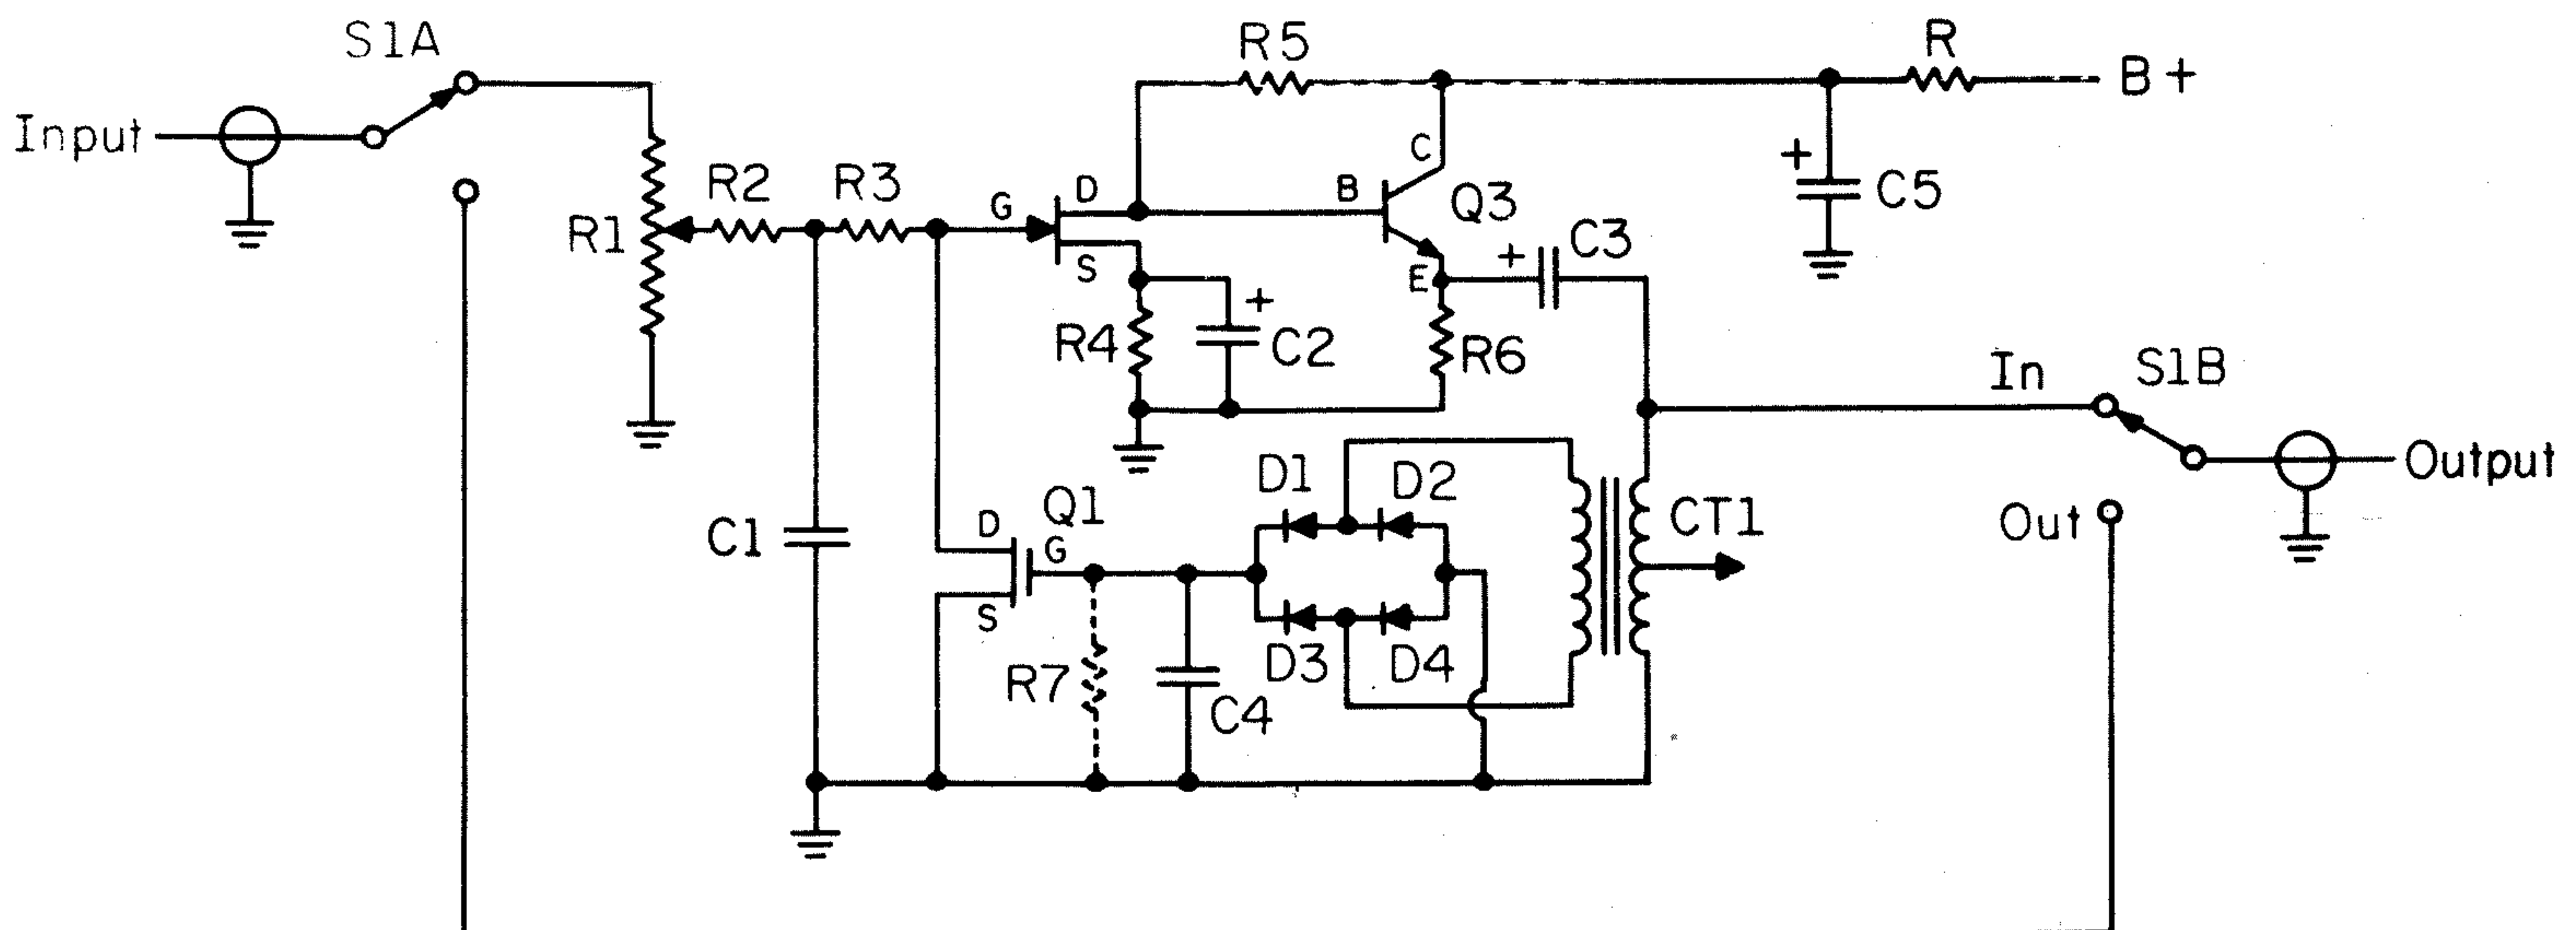 S1A
R5
R
B+
Input
C
+
C5
R2
R3
G
D
B
Q3
R1
S
E
+
C3
+
R4
C2
R6
In
S1B
D1
D2
Output
Q1
D
G
CT1
Out
C1
S
R7
D3
D4
C4